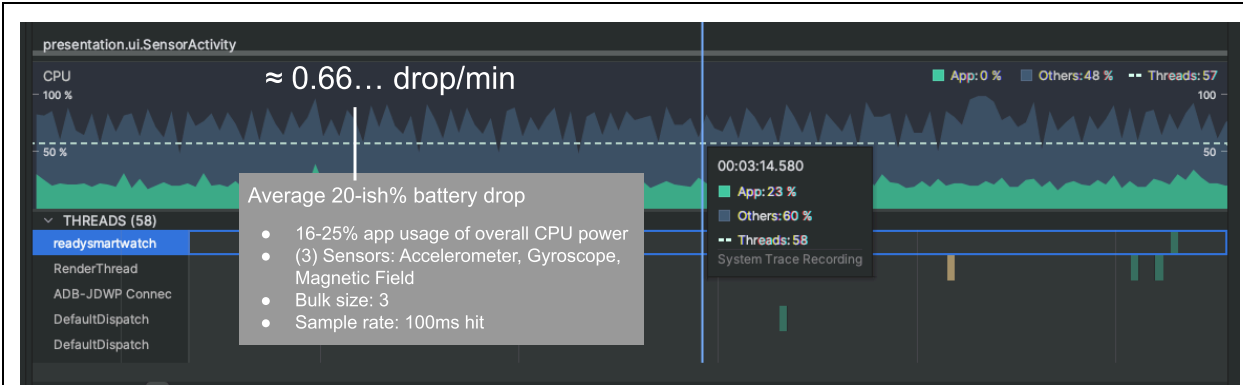 presentation.ui.SensorActivity
CPU
≈ 0.66… drop/min
App: 0 % Others: 48 % Threads: 57
100 %
100
50 %
50
00:03:14.580
App: 23 %
Others: 60 %
Threads: 58
System Trace Recording
Average 20-ish% battery drop
● 16-25% app usage of overall CPU power
● (3) Sensors: Accelerometer, Gyroscope,
Magnetic Field
● Bulk size: 3
● Sample rate: 100ms hit
THREADS (58)
readysmartwatch
RenderThread
ADB-JDWP Connec
DefaultDispatch
DefaultDispatch